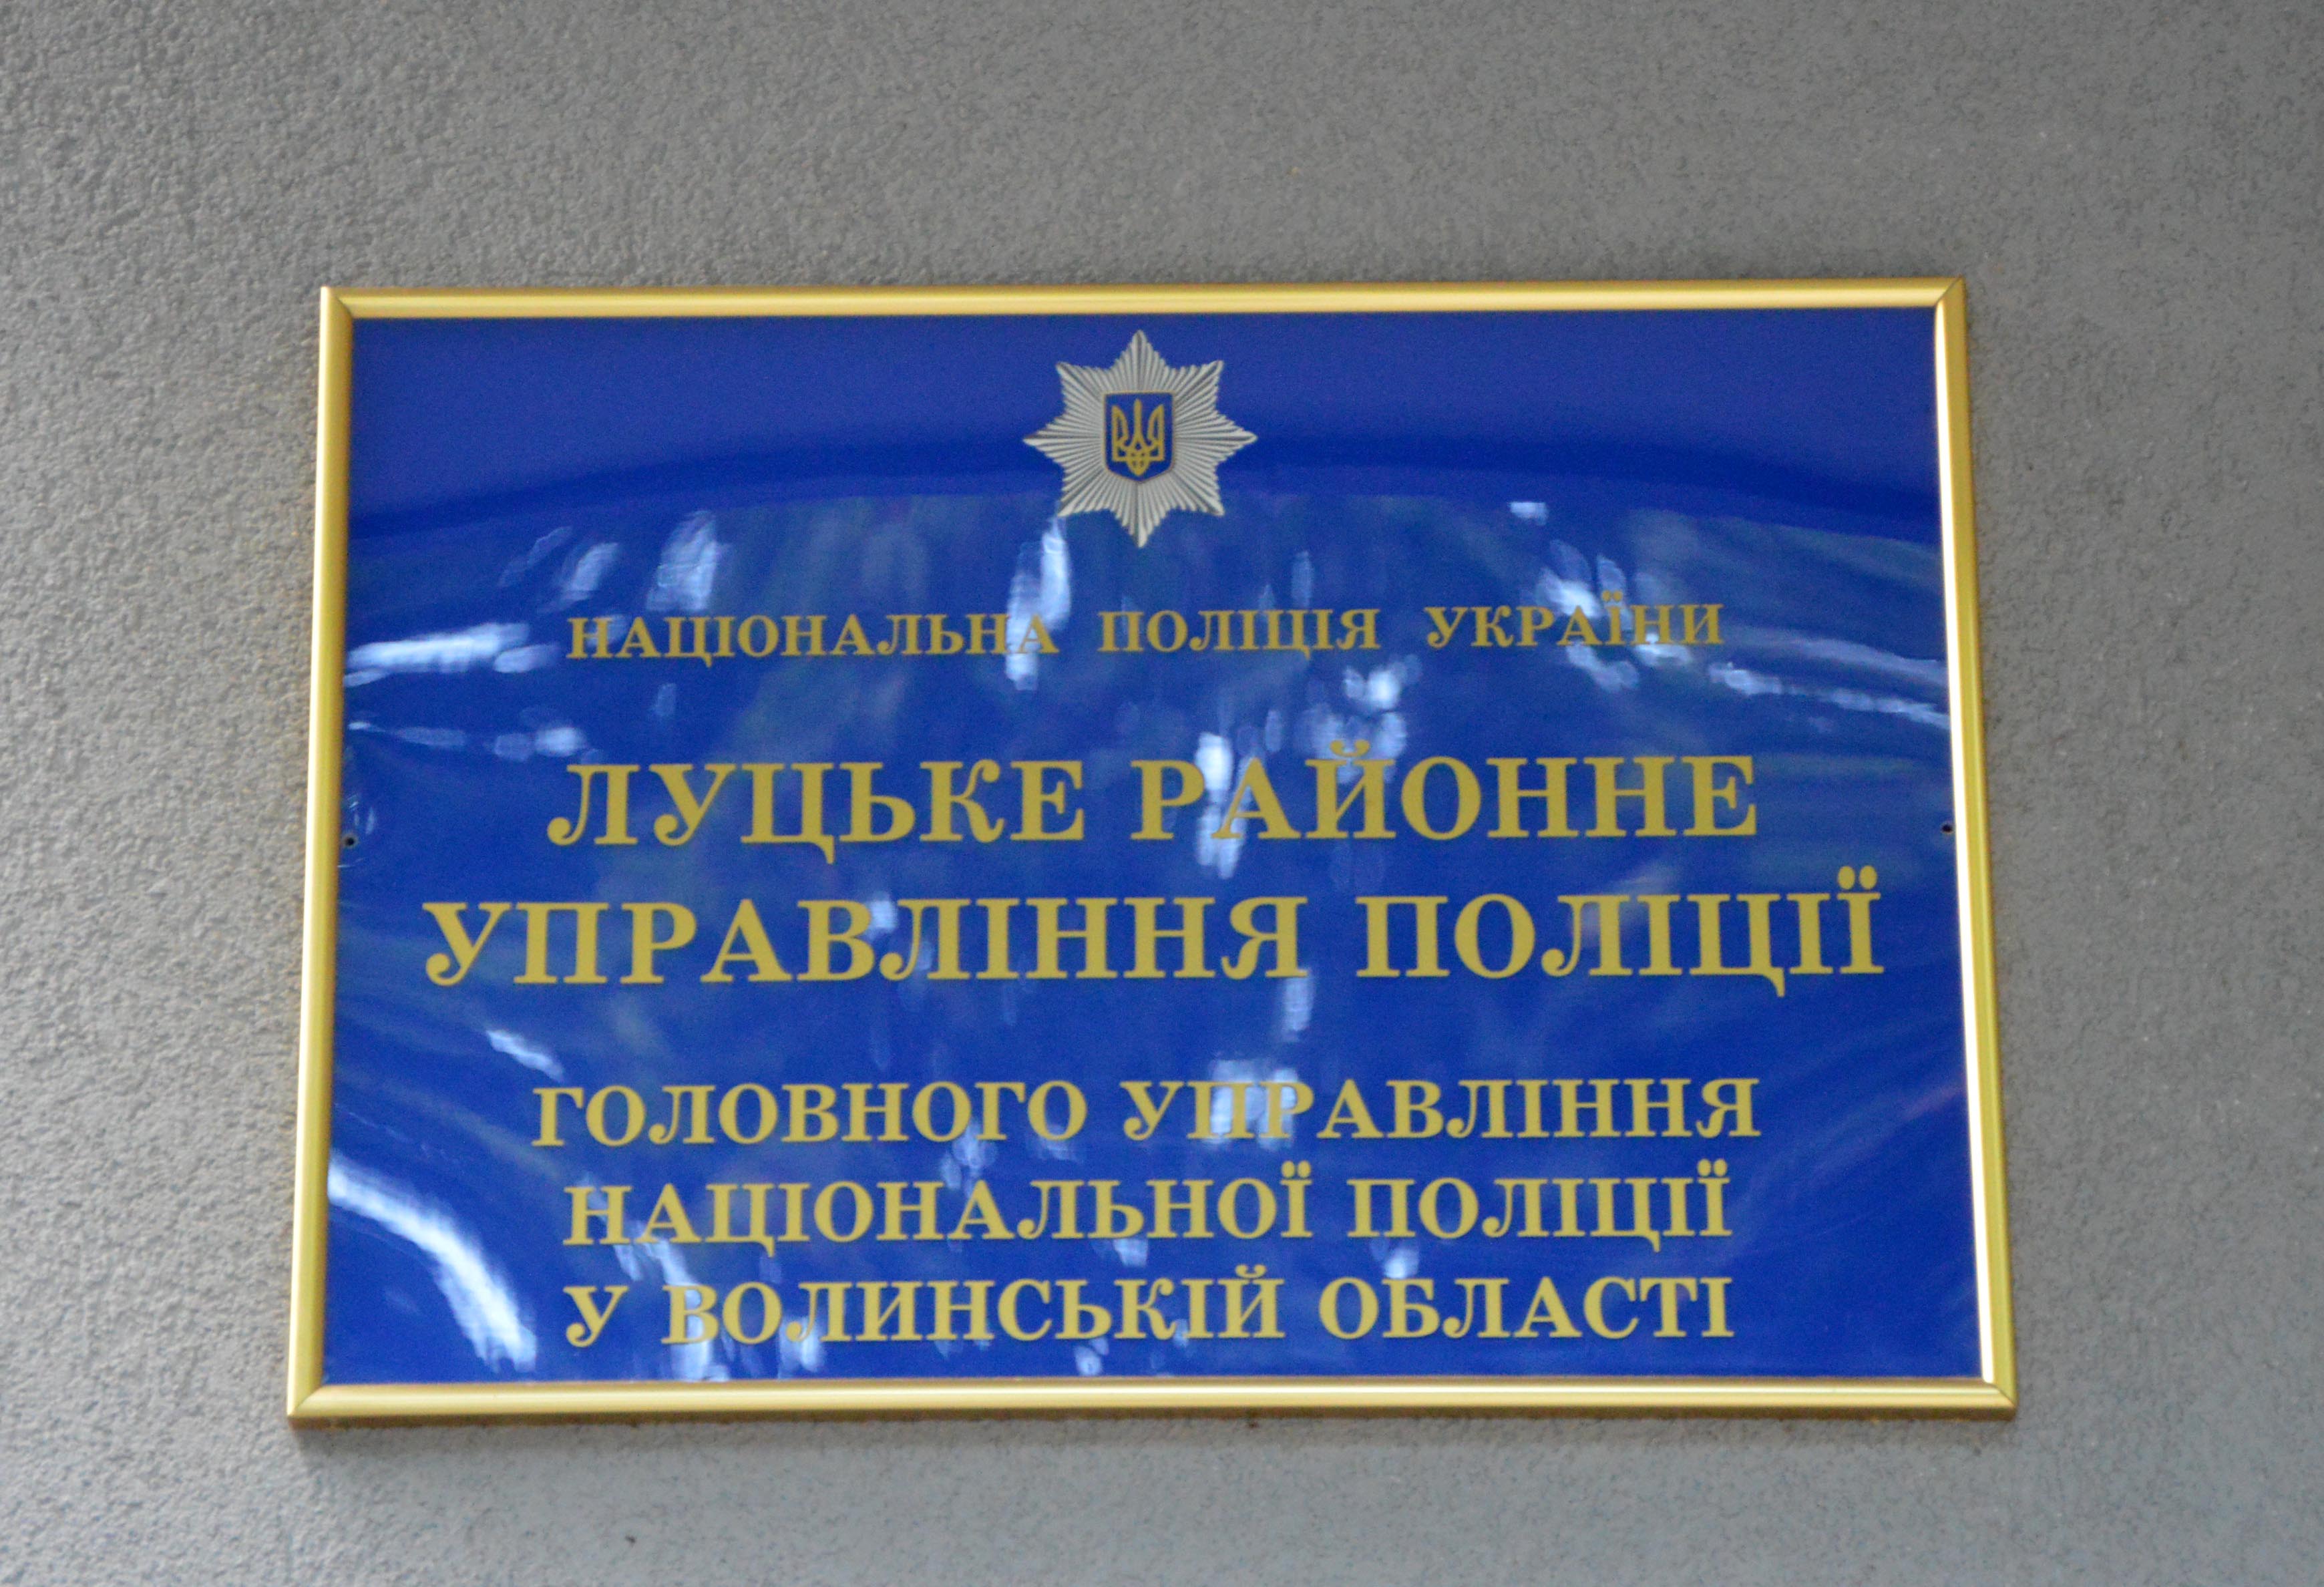 НАЦІОНАЛЬНА ПОЛІЦІЯ УКРАЇНИ
ЛУЦЬКЕ РАЙОННЕ
УПРАВЛІННЯ ПОЛІЦІЇ
ГОЛОВНОГО УПРАВЛІННЯ
НАЦІОНАЛЬНОЇ ПОЛІЦІЇ
У ВОЛИНСЬКІЙ ОБЛАСТІ